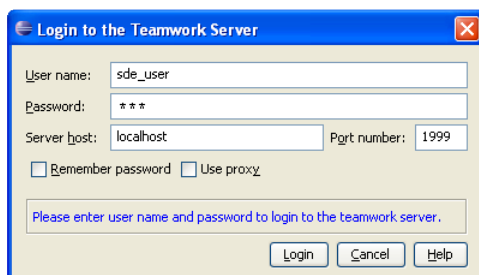 Login to the Teamwork Server
User name: sde_user
Password: ***
Server host: localhost Port number: 1999
Remember password Use proxy
Please enter user name and password to login to the teamwork server.
Login Cancel Help